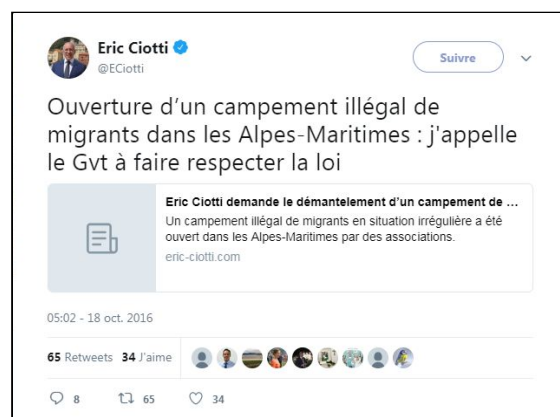 Eric Ciotti
@ECiotti
Suivre
Ouverture d'un campement illégal de
migrants dans les Alpes-Maritimes : j'appelle
le Gvt à faire respecter la loi
Eric Ciotti demande le démantelement d'un campement de ...
Un campement illégal de migrants en situation irrégulière a été
ouvert dans les Alpes-Maritimes par des associations.
eric-ciotti.com
05:02 - 18 oct. 2016
65 Retweets 34 J'aime
8 65 34